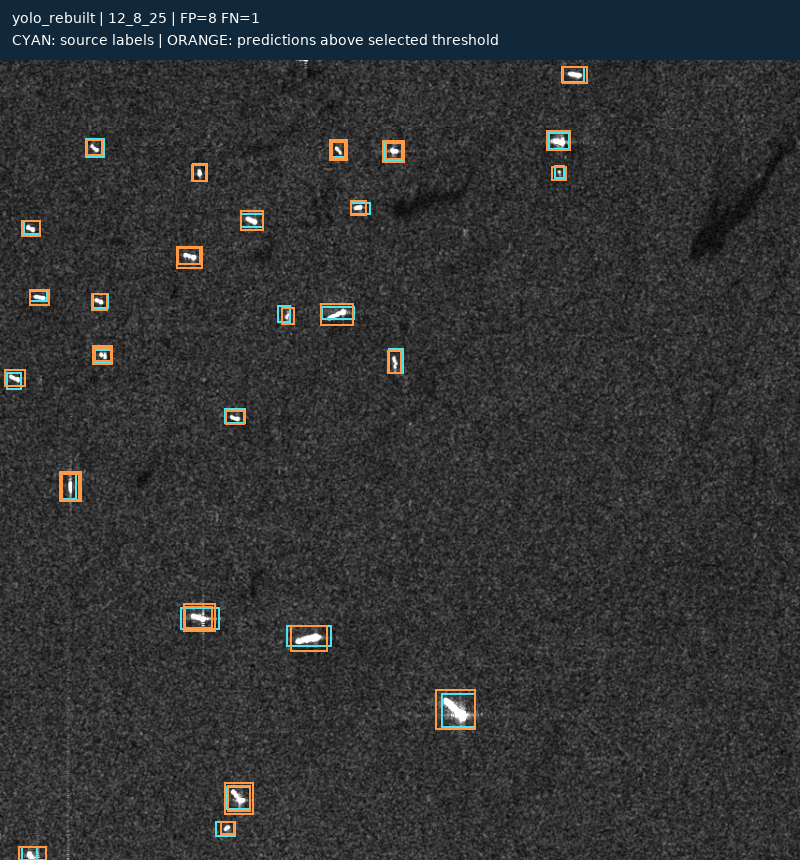 yolo_rebuilt | 12_8_25 | FP=8 FN=1
CYAN: source labels | ORANGE: predictions above selected threshold